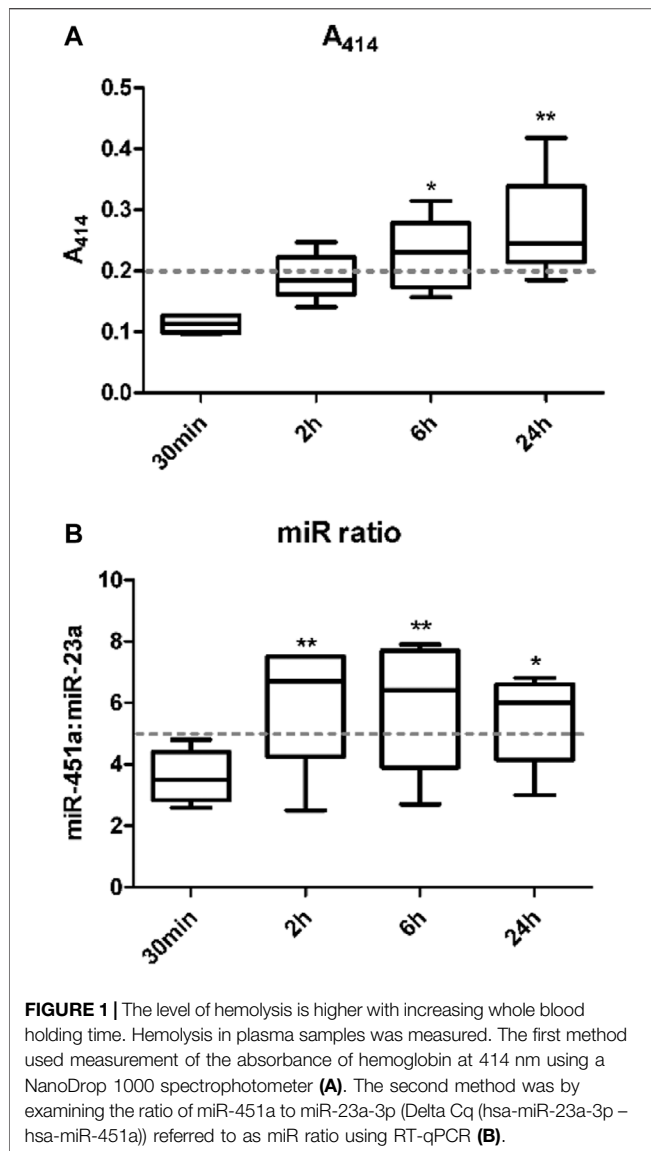 A
A414
0.5
0.4
0.3
0.2
0.1
0.0
A414
*
**
30min
2h
6h
24h
B
miR ratio
10
8
6
4
2
0
miR-451a:miR-23a
**
**
*
30min
2h
6h
24h
FIGURE 1 | The level of hemolysis is higher with increasing whole blood
holding time. Hemolysis in plasma samples was measured. The first method
used measurement of the absorbance of hemoglobin at 414 nm using a
NanoDrop 1000 spectrophotometer (A). The second method was by
examining the ratio of miR-451a to miR-23a-3p (Delta Cq (hsa-miR-23a-3p –
hsa-miR-451a)) referred to as miR ratio using RT-qPCR (B).